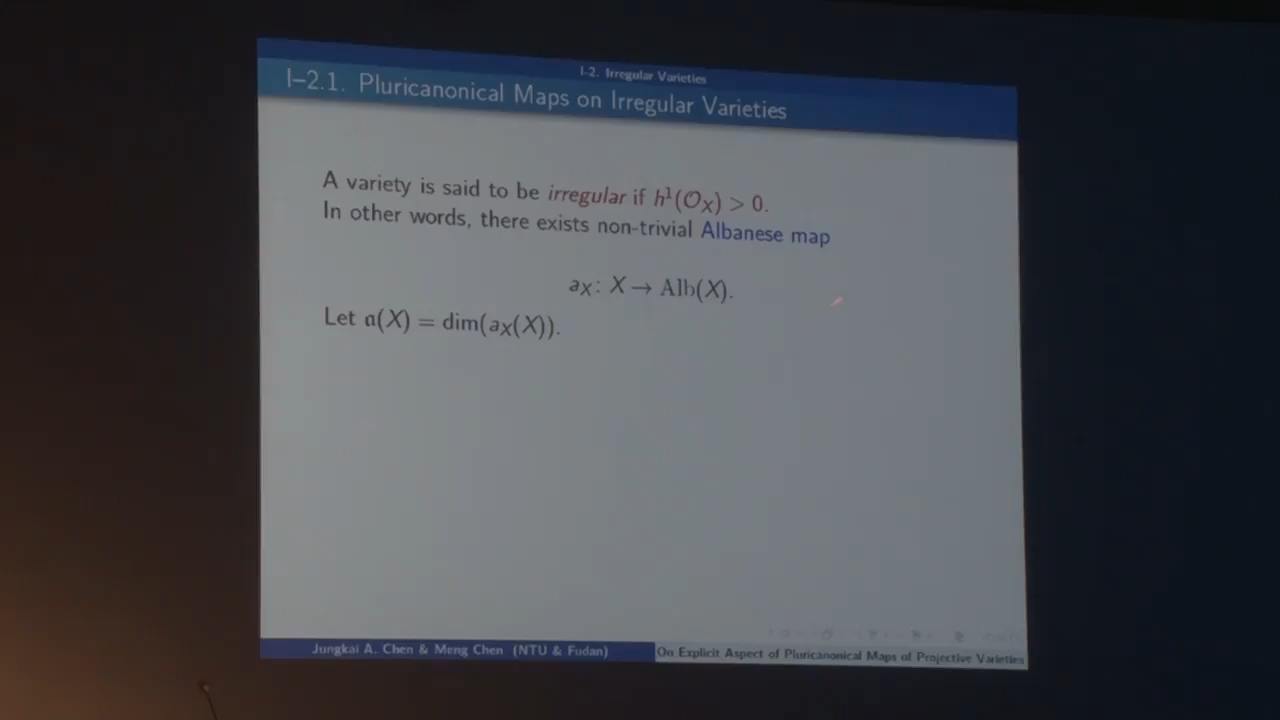 I-2. Irregular Varieties
I–2.1. Pluricanonical Maps on Irregular Varieties
A variety is said to be irregular if h¹(𝒪_X) > 0.
In other words, there exists non-trivial Albanese map
a_X : X → Alb(X).
Let 𝔞(X) = dim(a_X(X)).
Jungkai A. Chen & Meng Chen (NTU & Fudan)
On Explicit Aspect of Pluricanonical Maps of Projective Varieties